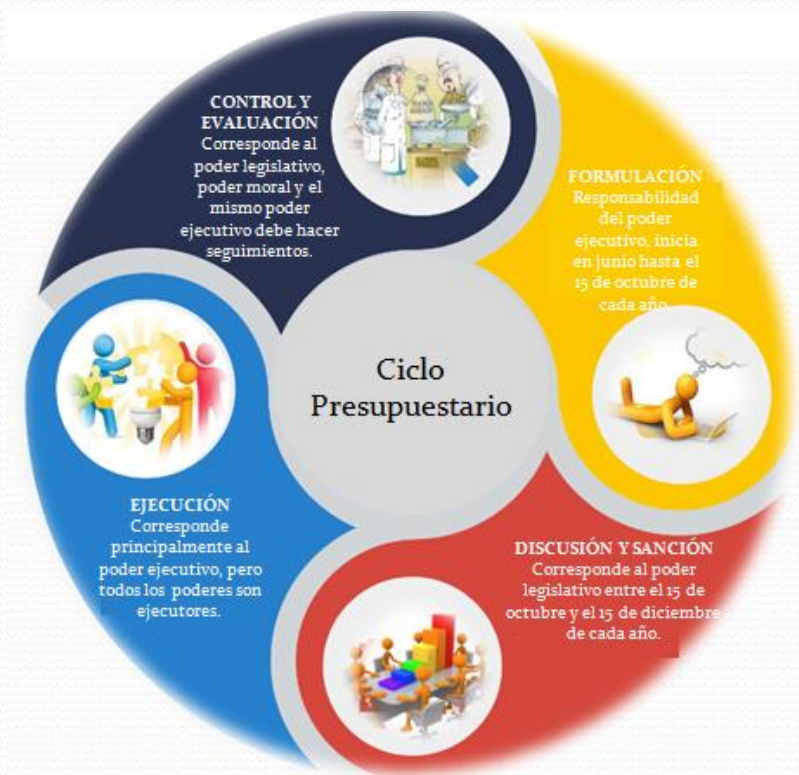 Ciclo
Presupuestario
FORMULACIÓN
Responsabilidad
del poder
ejecutivo, inicia
en junio hasta el
15 de octubre de
cada año.
DISCUSIÓN Y SANCIÓN
Corresponde al poder
legislativo entre el 15 de
octubre y el 15 de diciembre
de cada año.
EJECUCIÓN
Corresponde
principalmente al
poder ejecutivo, pero
todos los poderes son
ejecutores.
CONTROL Y
EVALUACIÓN
Corresponde al
poder legislativo,
poder moral y el
mismo poder
ejecutivo debe hacer
seguimientos.